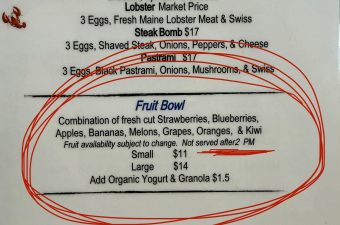 Lobster Market Price
3 Eggs, Fresh Maine Lobster Meat & Swiss
Steak Bomb $17
3 Eggs, Shaved Steak, Onions, Peppers, & Cheese
Pastrami $17
3 Eggs, Black Pastrami, Onions, Mushrooms, & Swiss
Fruit Bowl
Combination of fresh cut Strawberries, Blueberries,
Apples, Bananas, Melons, Grapes, Oranges, & Kiwi
Fruit availability subject to change. Not served after2 PM
Small $11
Large $14
Add Organic Yogurt & Granola $1.5